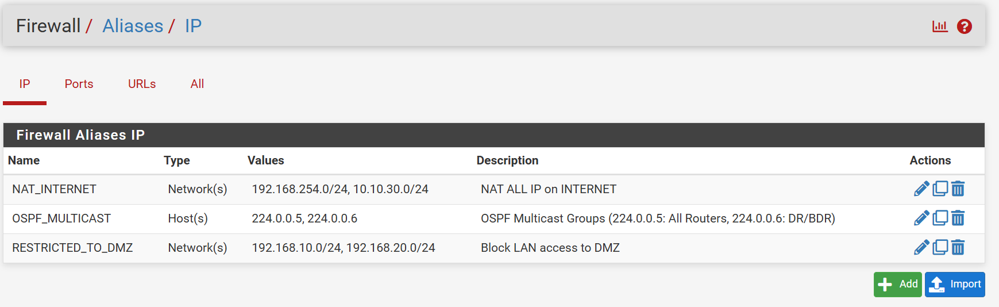 Firewall / Aliases / IP
IP Ports URLs All
Firewall Aliases IP
Name Type Values Description Actions
NAT_INTERNET Network(s) 192.168.254.0/24, 10.10.30.0/24 NAT ALL IP on INTERNET
OSPF_MULTICAST Host(s) 224.0.0.5, 224.0.0.6 OSPF Multicast Groups (224.0.0.5: All Routers, 224.0.0.6: DR/BDR)
RESTRICTED_TO_DMZ Network(s) 192.168.10.0/24, 192.168.20.0/24 Block LAN access to DMZ
Add Import